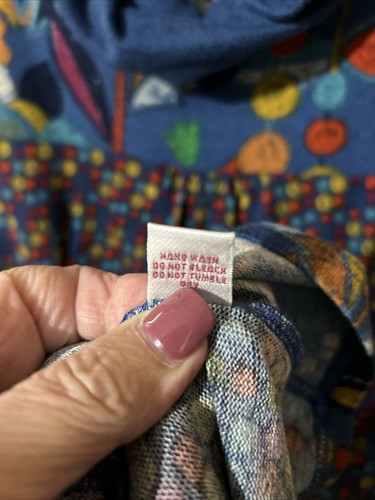 HAND WASH
DO NOT BLEACH
DO NOT TUMBLE
DRY